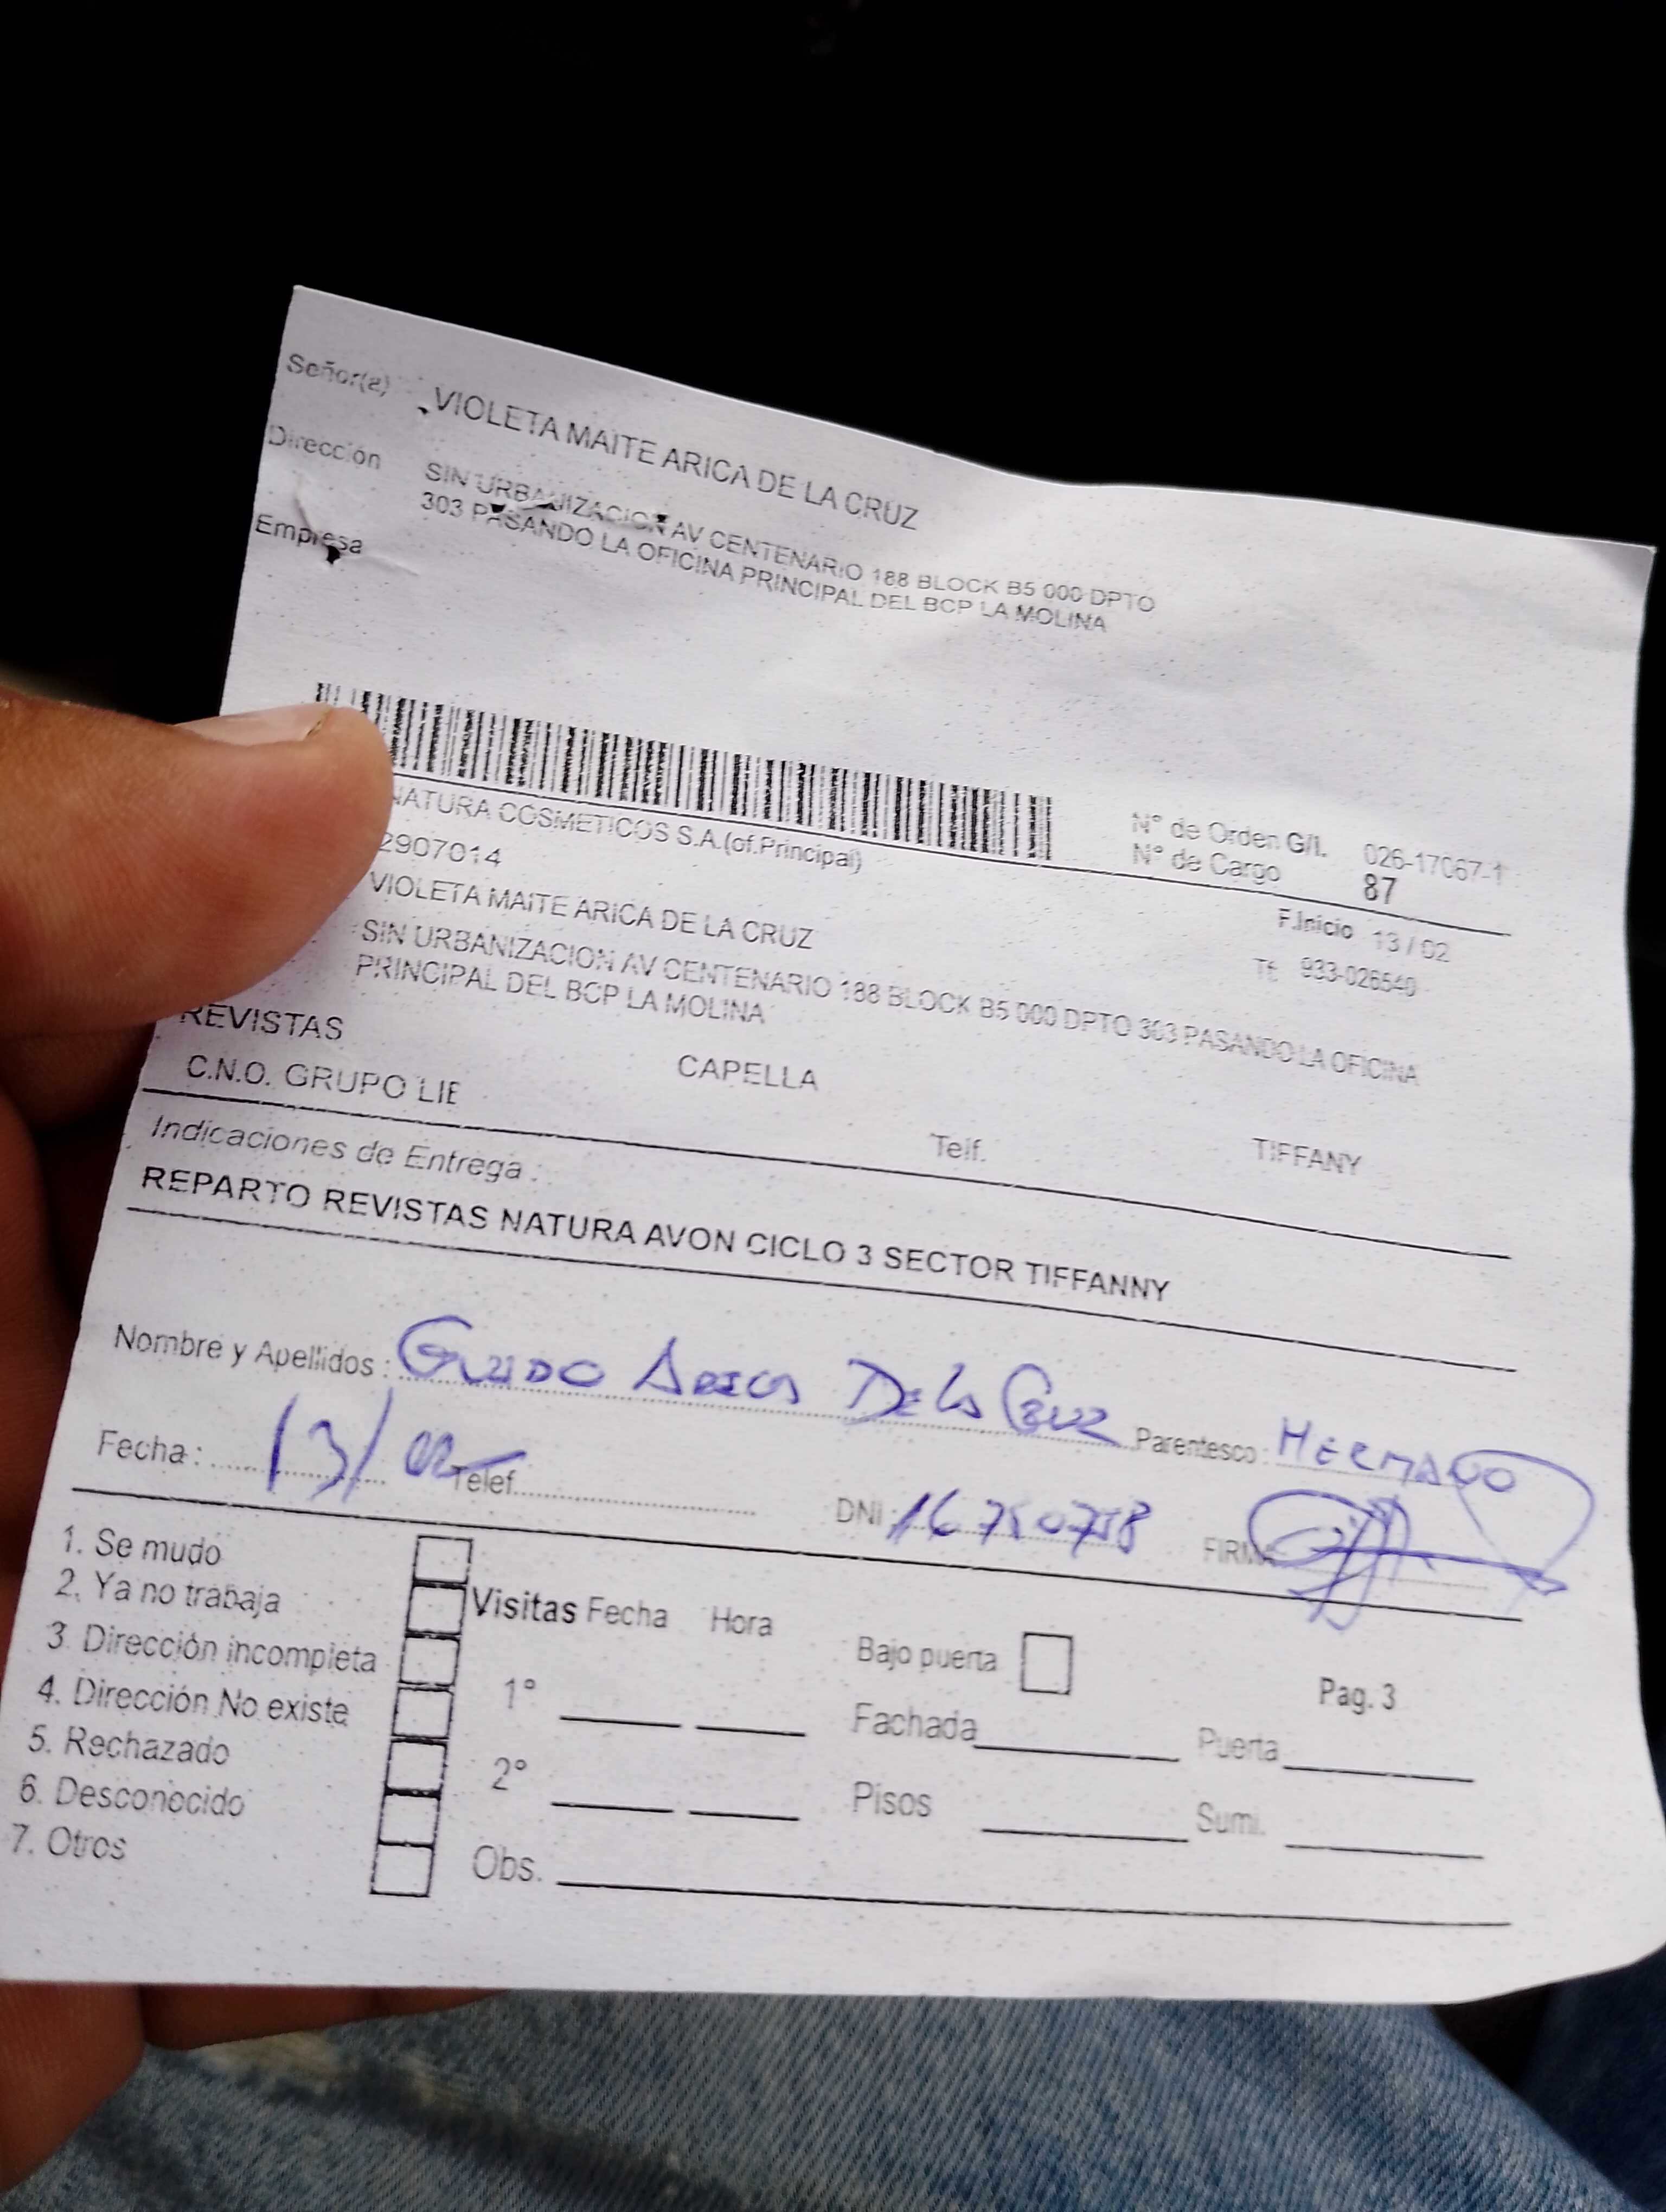 Señor(a) VIOLETA MAITE ARICA DE LA CRUZ
Dirección SIN URBANIZACION AV CENTENARIO 188 BLOCK B5 000 DPTO
303 PASANDO LA OFICINA PRINCIPAL DEL BCP LA MOLINA
Empresa
NATURA COSMETICOS S.A.(of.Principal)
Nº de Orden G/I. 026-17067-1
Nº de Cargo 87
2907014
F.Inicio 13 / 02
VIOLETA MAITE ARICA DE LA CRUZ
Tf. 933-026540
SIN URBANIZACION AV CENTENARIO 188 BLOCK B5 000 DPTO 303 PASANDO LA OFICINA
PRINCIPAL DEL BCP LA MOLINA
REVISTAS
C.N.O. GRUPO LIE CAPELLA Telf. TIFFANY
Indicaciones de Entrega :
REPARTO REVISTAS NATURA AVON CICLO 3 SECTOR TIFFANNY
Nombre y Apellidos : GUIDO ARICA DE LA CRUZ Parentesco : HERMANO
Fecha : 13/02 Telef. DNI : FIRMA
1. Se mudo
2. Ya no trabaja
3. Dirección incompleta
4. Dirección No existe
5. Rechazado
6. Desconocido
7. Otros
Visitas Fecha Hora
1°
2°
Obs.
Bajo puerta
Pag. 3
Fachada Puerta
Pisos Sumi.